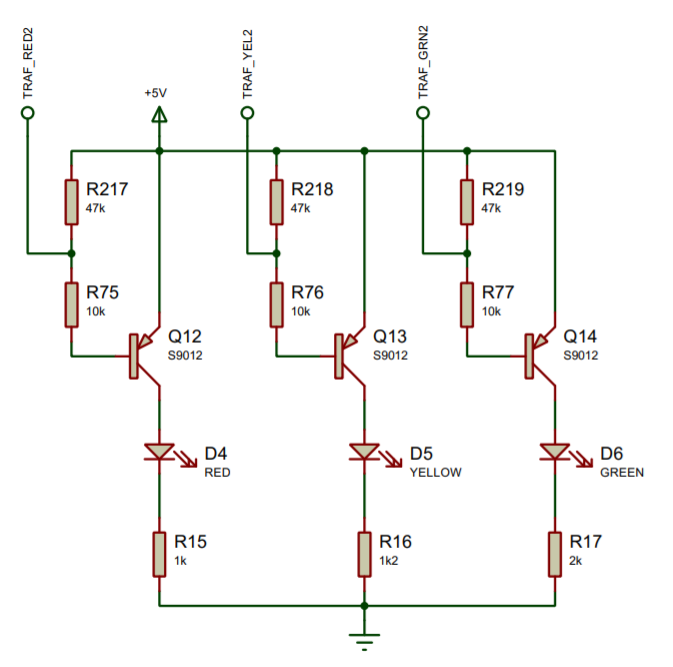 TRAF_RED2
TRAF_YEL2
TRAF_GRN2
+5V
R217
47k
R218
47k
R219
47k
R75
10k
R76
10k
R77
10k
Q12
S9012
Q13
S9012
Q14
S9012
D4
RED
D5
YELLOW
D6
GREEN
R15
1k
R16
1k2
R17
2k